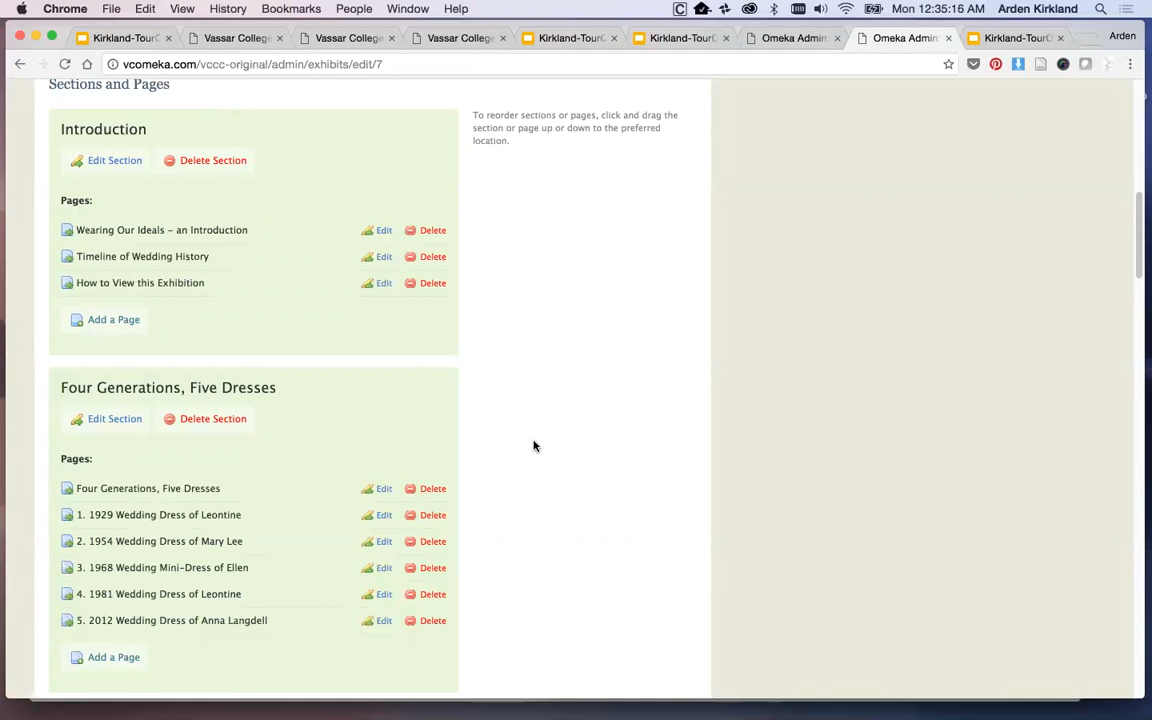 Chrome File Edit View History Bookmarks People Window Help Mon 12:35:16 AM Arden Kirkland
Kirkland-TourO Vassar College Vassar College Vassar College Kirkland-TourO Kirkland-TourO Omeka Admin: Omeka Admin: Kirkland-TourO Arden
vcomeka.com/vccc-original/admin/exhibits/edit/7
Sections and Pages
Introduction
Edit Section Delete Section
Pages:
Wearing Our Ideals – an Introduction Edit Delete
Timeline of Wedding History Edit Delete
How to View this Exhibition Edit Delete
Add a Page
To reorder sections or pages, click and drag the
section or page up or down to the preferred
location.
Four Generations, Five Dresses
Edit Section Delete Section
Pages:
Four Generations, Five Dresses Edit Delete
1. 1929 Wedding Dress of Leontine Edit Delete
2. 1954 Wedding Dress of Mary Lee Edit Delete
3. 1968 Wedding Mini-Dress of Ellen Edit Delete
4. 1981 Wedding Dress of Leontine Edit Delete
5. 2012 Wedding Dress of Anna Langdell Edit Delete
Add a Page